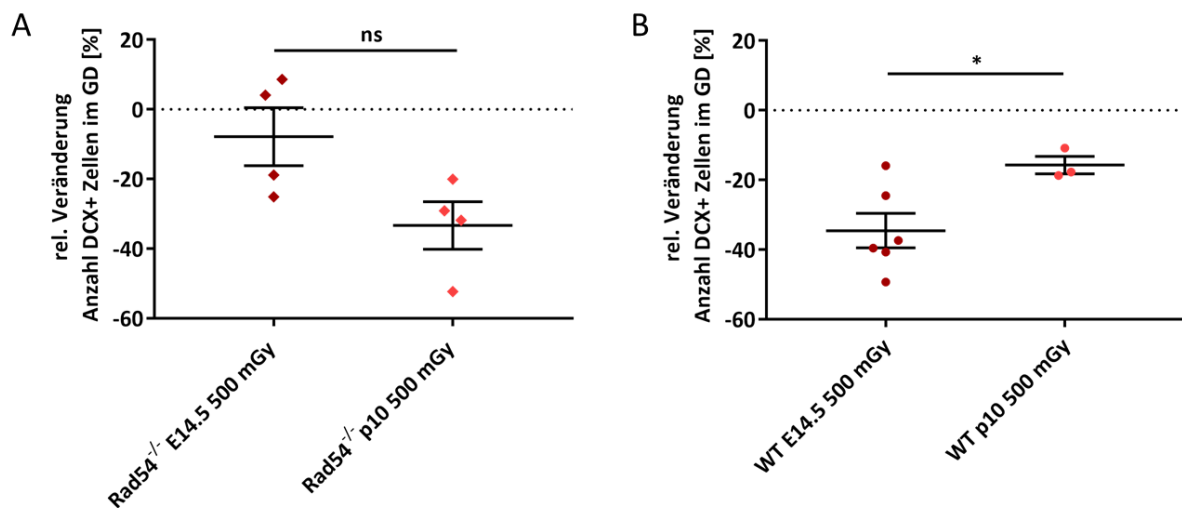 A
rel. Veränderung
Anzahl DCX+ Zellen im GD [%]
20
0
-20
-40
-60
ns
Rad54-/- E14.5 500 mGy
Rad54-/- p10 500 mGy
B
rel. Veränderung
Anzahl DCX+ Zellen im GD [%]
20
0
-20
-40
-60
*
WT E14.5 500 mGy
WT p10 500 mGy